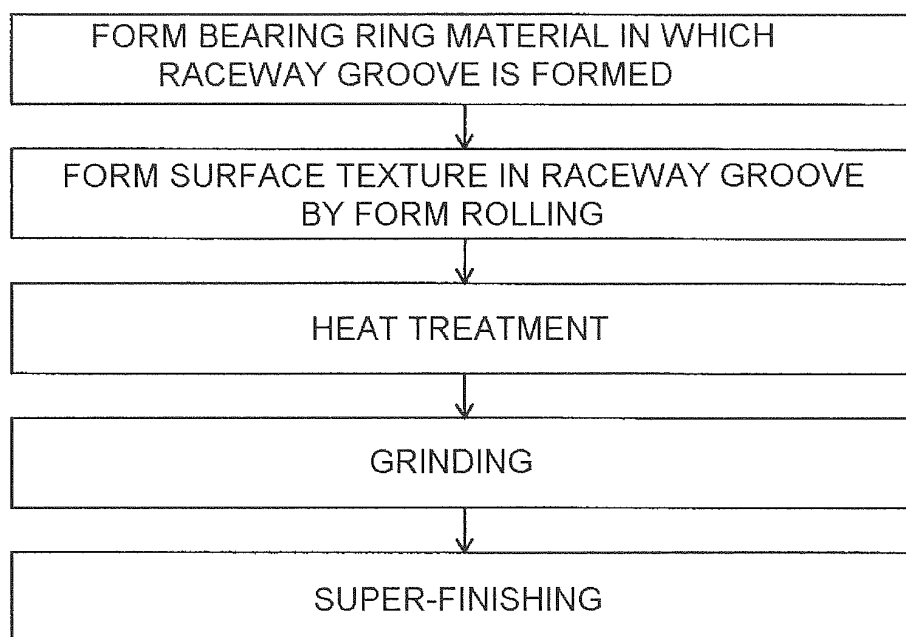 FORM BEARING RING MATERIAL IN WHICH
RACEWAY GROOVE IS FORMED
FORM SURFACE TEXTURE IN RACEWAY GROOVE
BY FORM ROLLING
HEAT TREATMENT
GRINDING
SUPER-FINISHING